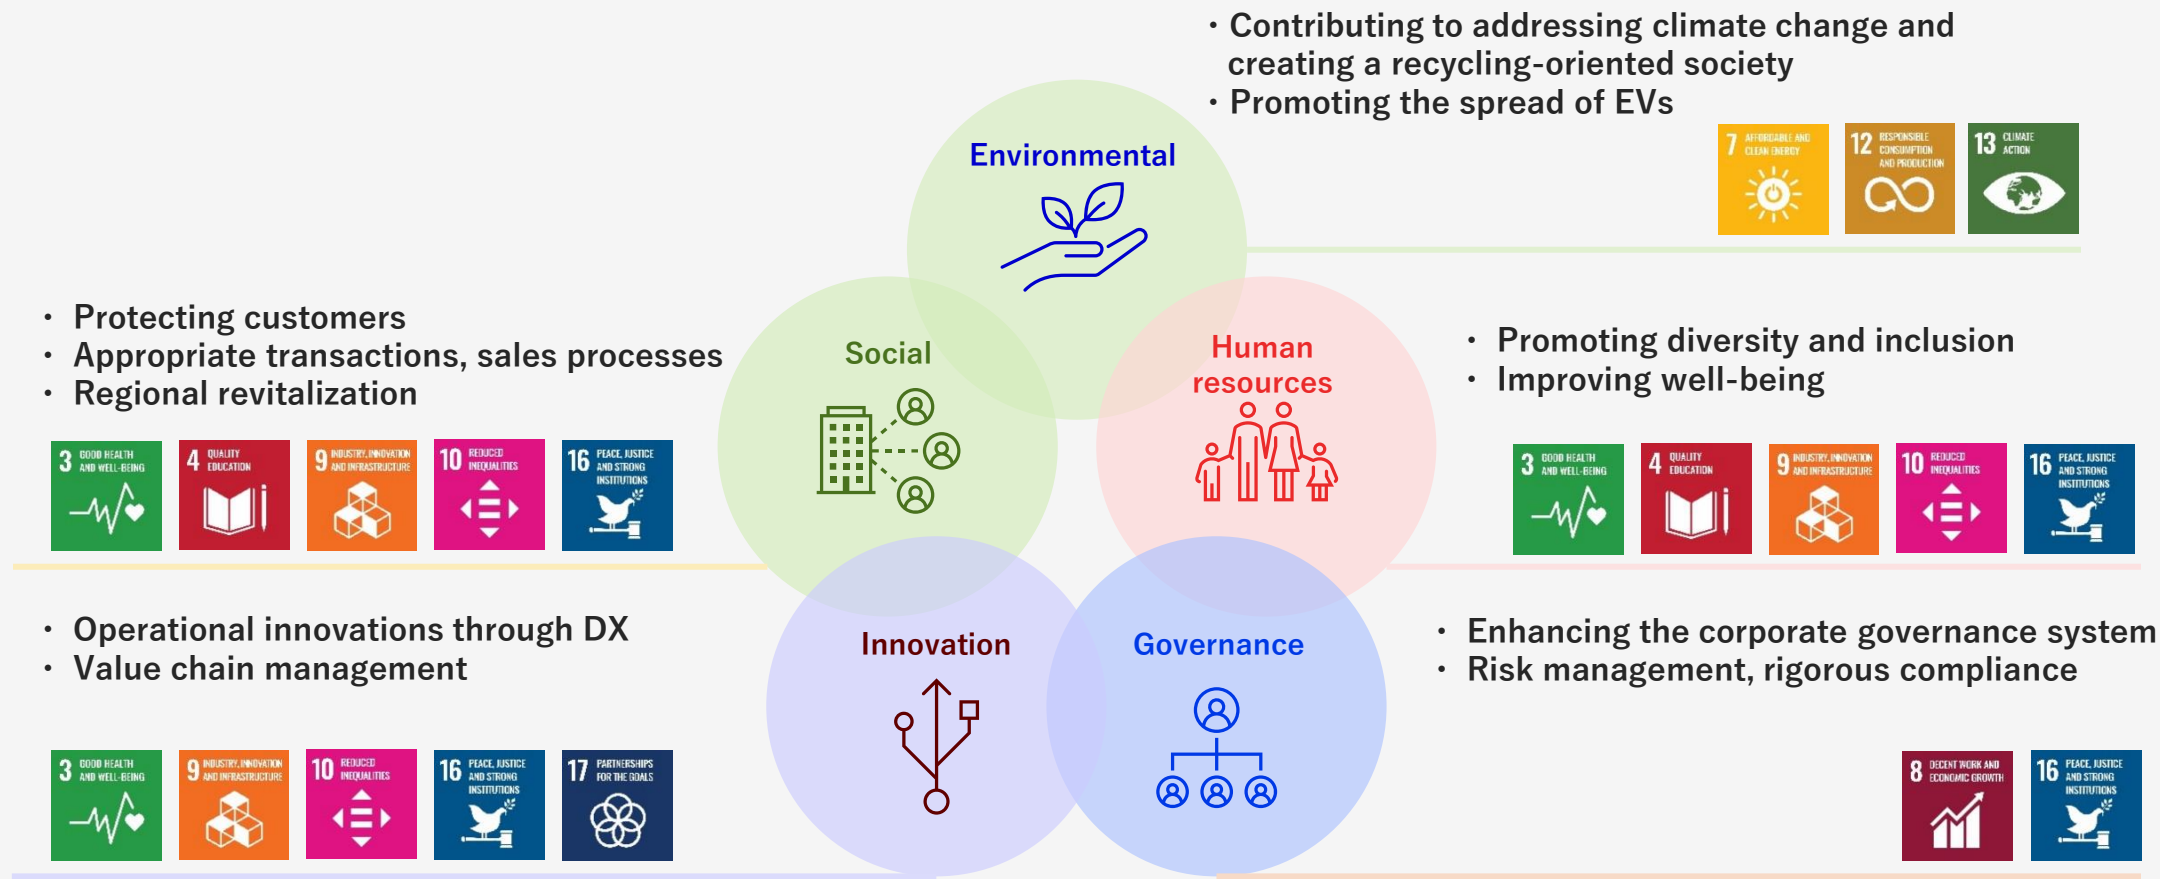 ・Contributing to addressing climate change and
creating a recycling-oriented society
・Promoting the spread of EVs
7 AFFORDABLE AND
CLEAN ENERGY
12 RESPONSIBLE
CONSUMPTION
AND PRODUCTION
13 CLIMATE
ACTION
Environmental
・ Protecting customers
・ Appropriate transactions, sales processes
・ Regional revitalization
3 GOOD HEALTH
AND WELL-BEING
4 QUALITY
EDUCATION
9 INDUSTRY, INNOVATION
AND INFRASTRUCTURE
10 REDUCED
INEQUALITIES
16 PEACE, JUSTICE
AND STRONG
INSTITUTIONS
Social
Human
resources
・ Promoting diversity and inclusion
・ Improving well-being
3 GOOD HEALTH
AND WELL-BEING
4 QUALITY
EDUCATION
9 INDUSTRY, INNOVATION
AND INFRASTRUCTURE
10 REDUCED
INEQUALITIES
16 PEACE, JUSTICE
AND STRONG
INSTITUTIONS
・ Operational innovations through DX
・ Value chain management
3 GOOD HEALTH
AND WELL-BEING
9 INDUSTRY, INNOVATION
AND INFRASTRUCTURE
10 REDUCED
INEQUALITIES
16 PEACE, JUSTICE
AND STRONG
INSTITUTIONS
17 PARTNERSHIPS
FOR THE GOALS
Innovation
Governance
・ Enhancing the corporate governance system
・ Risk management, rigorous compliance
8 DECENT WORK AND
ECONOMIC GROWTH
16 PEACE, JUSTICE
AND STRONG
INSTITUTIONS